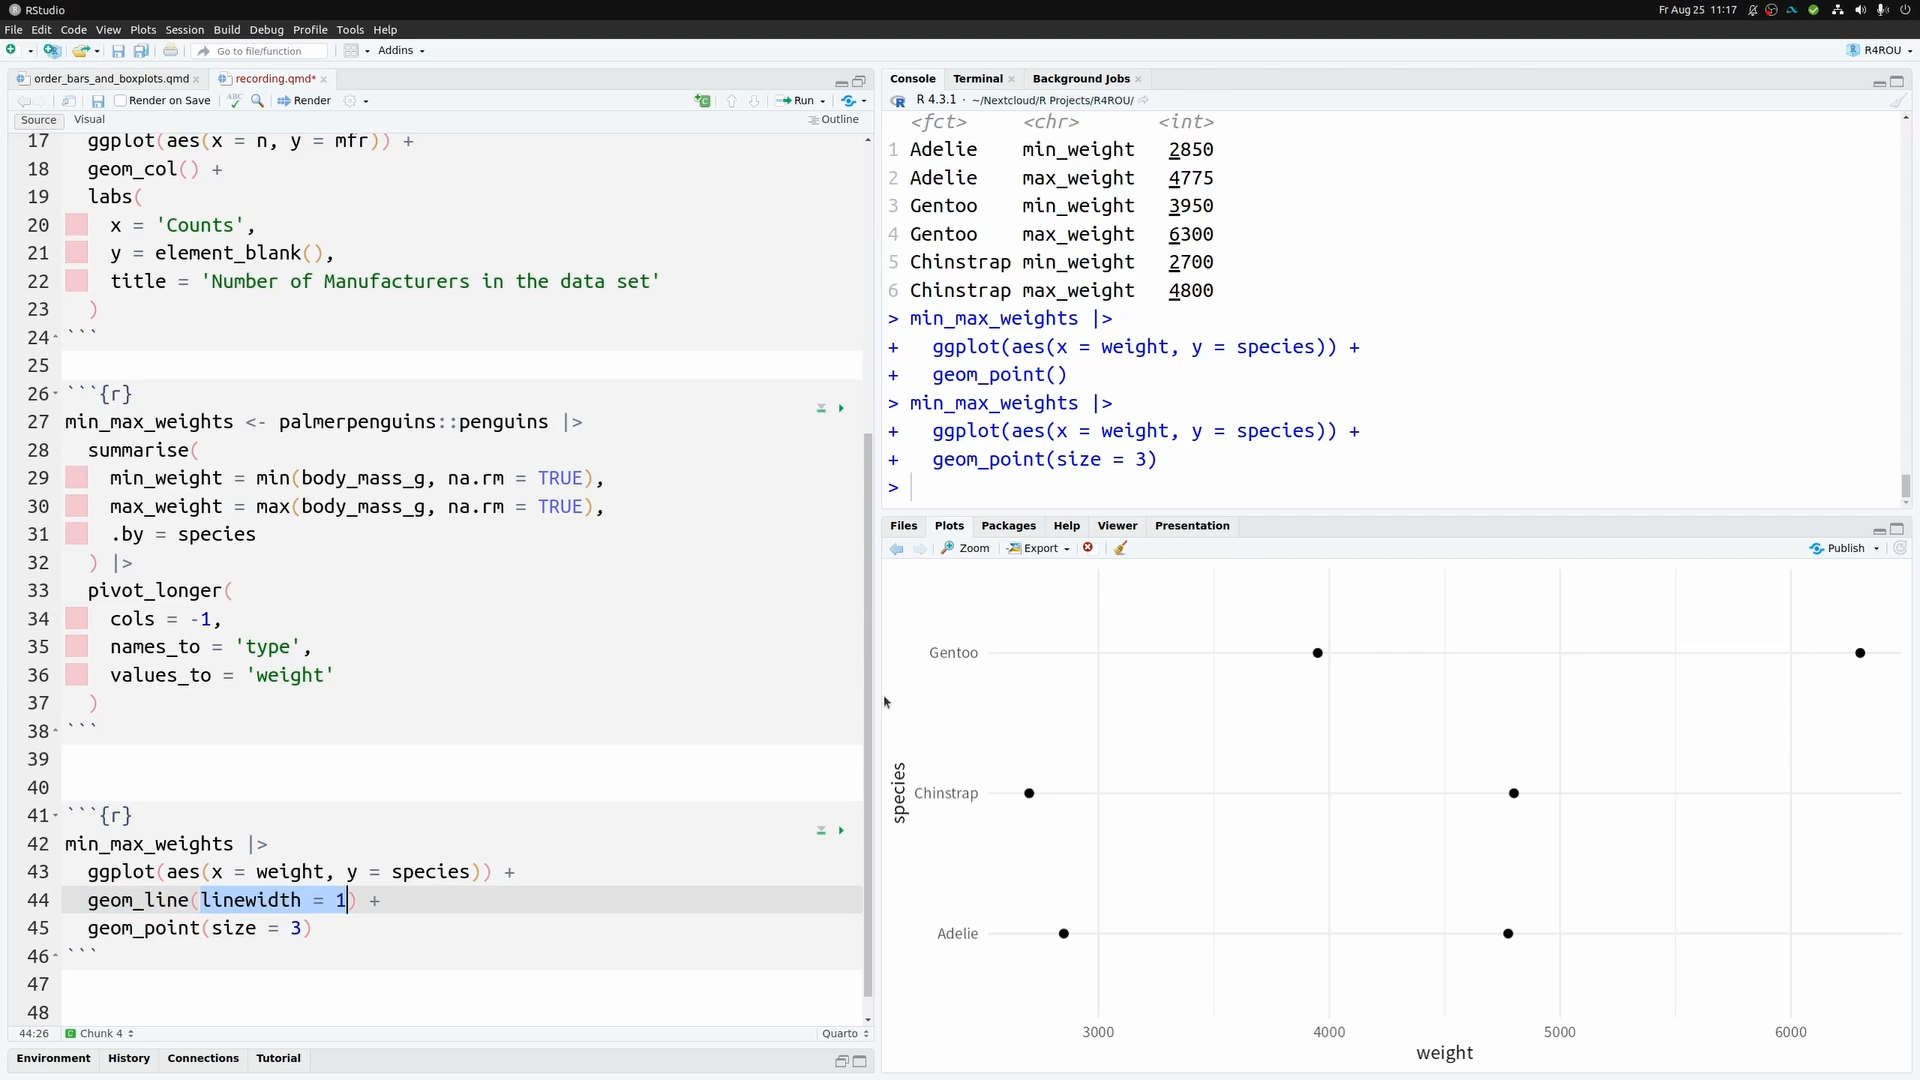 RStudio
Fr Aug 25 11:17
File Edit Code View Plots Session Build Debug Profile Tools Help
Go to file/function
Addins
R4ROU
order_bars_and_boxplots.qmd
recording.qmd*
Render on Save
ABC
Render
Run
Source Visual
Outline
17 ggplot(aes(x = n, y = mfr)) +
18 geom_col() +
19 labs(
20 x = 'Counts',
21 y = element_blank(),
22 title = 'Number of Manufacturers in the data set'
23 )
24 ```
25
26 ```{r}
27 min_max_weights <- palmerpenguins::penguins |>
28 summarise(
29 min_weight = min(body_mass_g, na.rm = TRUE),
30 max_weight = max(body_mass_g, na.rm = TRUE),
31 .by = species
32 ) |>
33 pivot_longer(
34 cols = -1,
35 names_to = 'type',
36 values_to = 'weight'
37 )
38 ```
39
40
41 ```{r}
42 min_max_weights |>
43 ggplot(aes(x = weight, y = species)) +
44 geom_line(linewidth = 1) +
45 geom_point(size = 3)
46 ```
47
48
44:26 Chunk 4
Quarto
Environment History Connections Tutorial
Console Terminal Background Jobs
R 4.3.1 · ~/Nextcloud/R Projects/R4ROU/
<fct> <chr> <int>
1 Adelie min_weight 2850
2 Adelie max_weight 4775
3 Gentoo min_weight 3950
4 Gentoo max_weight 6300
5 Chinstrap min_weight 2700
6 Chinstrap max_weight 4800
> min_max_weights |>
+ ggplot(aes(x = weight, y = species)) +
+ geom_point()
> min_max_weights |>
+ ggplot(aes(x = weight, y = species)) +
+ geom_point(size = 3)
>
Files Plots Packages Help Viewer Presentation
Zoom Export
Publish
Gentoo
Chinstrap
Adelie
species
3000 4000 5000 6000
weight